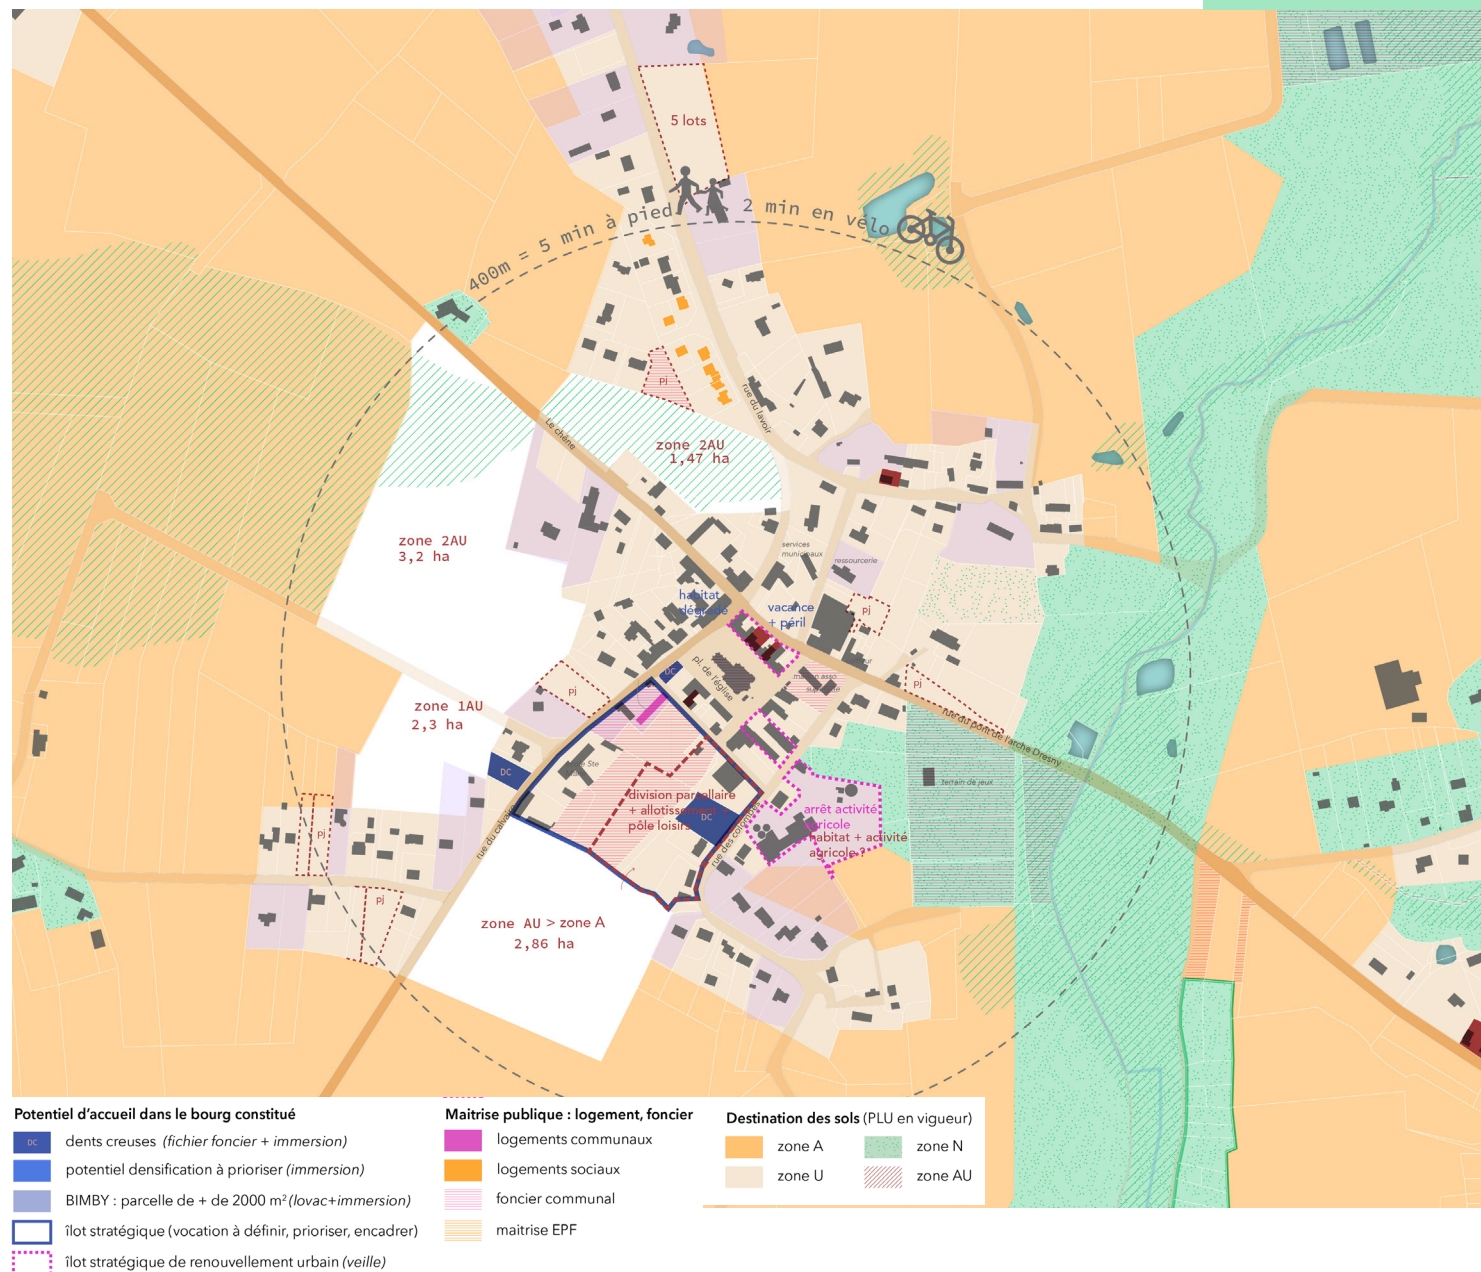 5 lots
400m = 5 min à pied
2 min en vélo
pj
rue du lavoir
Le chêne
zone 2AU
1,47 ha
zone 2AU
3,2 ha
services
municipaux
ressourcerie
habitat
dégradé
vacance
+ péril
pj
pl. de l'église
DC
maison asso
pj
pj
rue du pont de l'arche Dresny
zone 1AU
2,3 ha
DC
Ste
terrain de jeux
division parcellaire
+ allotissement
pôle loisirs
DC
arrêt activité
agricole
habitat + activité
agricole ?
rue du calvaire
rue des colombes
pj
pj
zone AU > zone A
2,86 ha
Potentiel d'accueil dans le bourg constitué
DC
dents creuses (fichier foncier + immersion)
potentiel densification à prioriser (immersion)
BIMBY : parcelle de + de 2000 m² (lovac+immersion)
îlot stratégique (vocation à définir, prioriser, encadrer)
îlot stratégique de renouvellement urbain (veille)
Maitrise publique : logement, foncier
logements communaux
logements sociaux
foncier communal
maitrise EPF
Destination des sols (PLU en vigueur)
zone A
zone U
zone N
zone AU